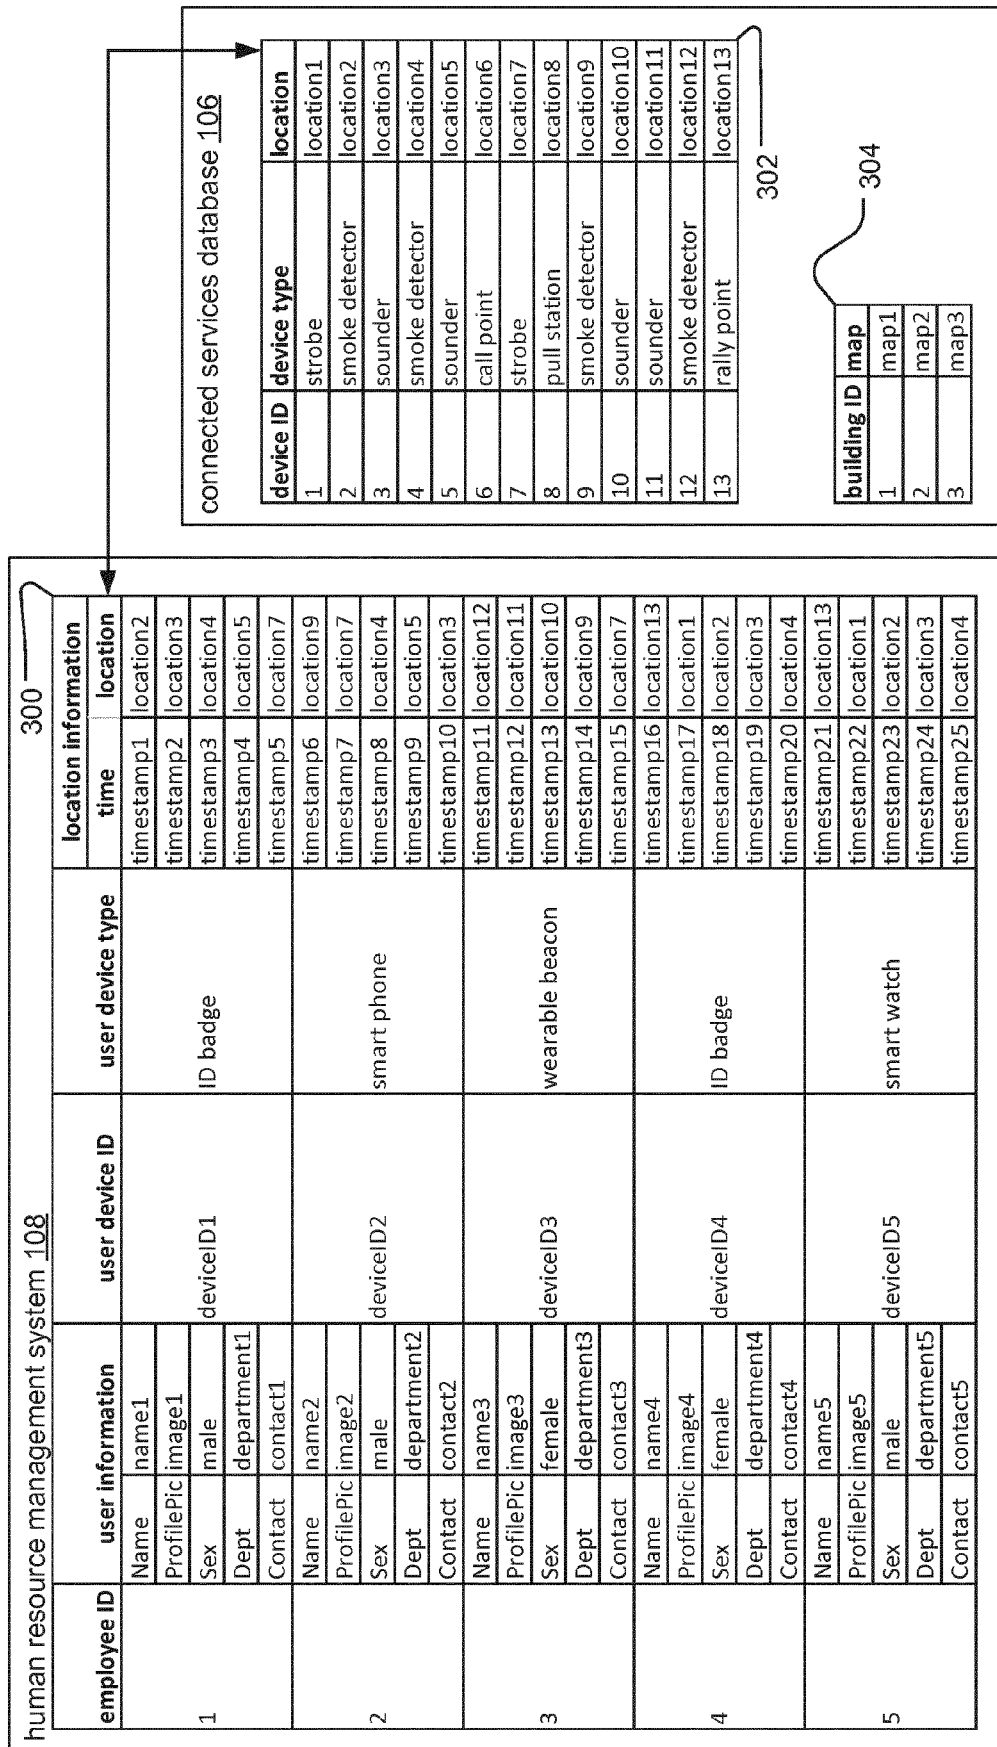 human resource management system 108
300
employee ID user information user device ID user device type location information
time location
1 Name name1 deviceID1 ID badge timestamp1 location2
ProfilePic image1 timestamp2 location3
Sex male timestamp3 location4
Dept department1 timestamp4 location5
Contact contact1 timestamp5 location7
2 Name name2 deviceID2 smart phone timestamp6 location9
ProfilePic image2 timestamp7 location7
Sex male timestamp8 location4
Dept department2 timestamp9 location5
Contact contact2 timestamp10 location3
3 Name name3 deviceID3 wearable beacon timestamp11 location12
ProfilePic image3 timestamp12 location11
Sex female timestamp13 location10
Dept department3 timestamp14 location9
Contact contact3 timestamp15 location7
4 Name name4 deviceID4 ID badge timestamp16 location13
ProfilePic image4 timestamp17 location1
Sex female timestamp18 location2
Dept department4 timestamp19 location3
Contact contact4 timestamp20 location4
5 Name name5 deviceID5 smart watch timestamp21 location13
ProfilePic image5 timestamp22 location1
Sex male timestamp23 location2
Dept department5 timestamp24 location3
Contact contact5 timestamp25 location4
connected services database 106
device ID device type location
1 strobe location1
2 smoke detector location2
3 sounder location3
4 smoke detector location4
5 sounder location5
6 call point location6
7 strobe location7
8 pull station location8
9 smoke detector location9
10 sounder location10
11 sounder location11
12 smoke detector location12
13 rally point location13
302
304
building ID map
1 map1
2 map2
3 map3